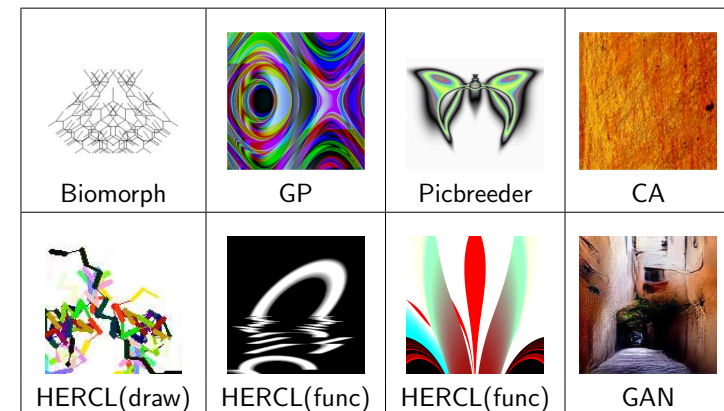 Biomorph
GP
Picbreeder
CA
HERCL(draw)
HERCL(func)
HERCL(func)
GAN